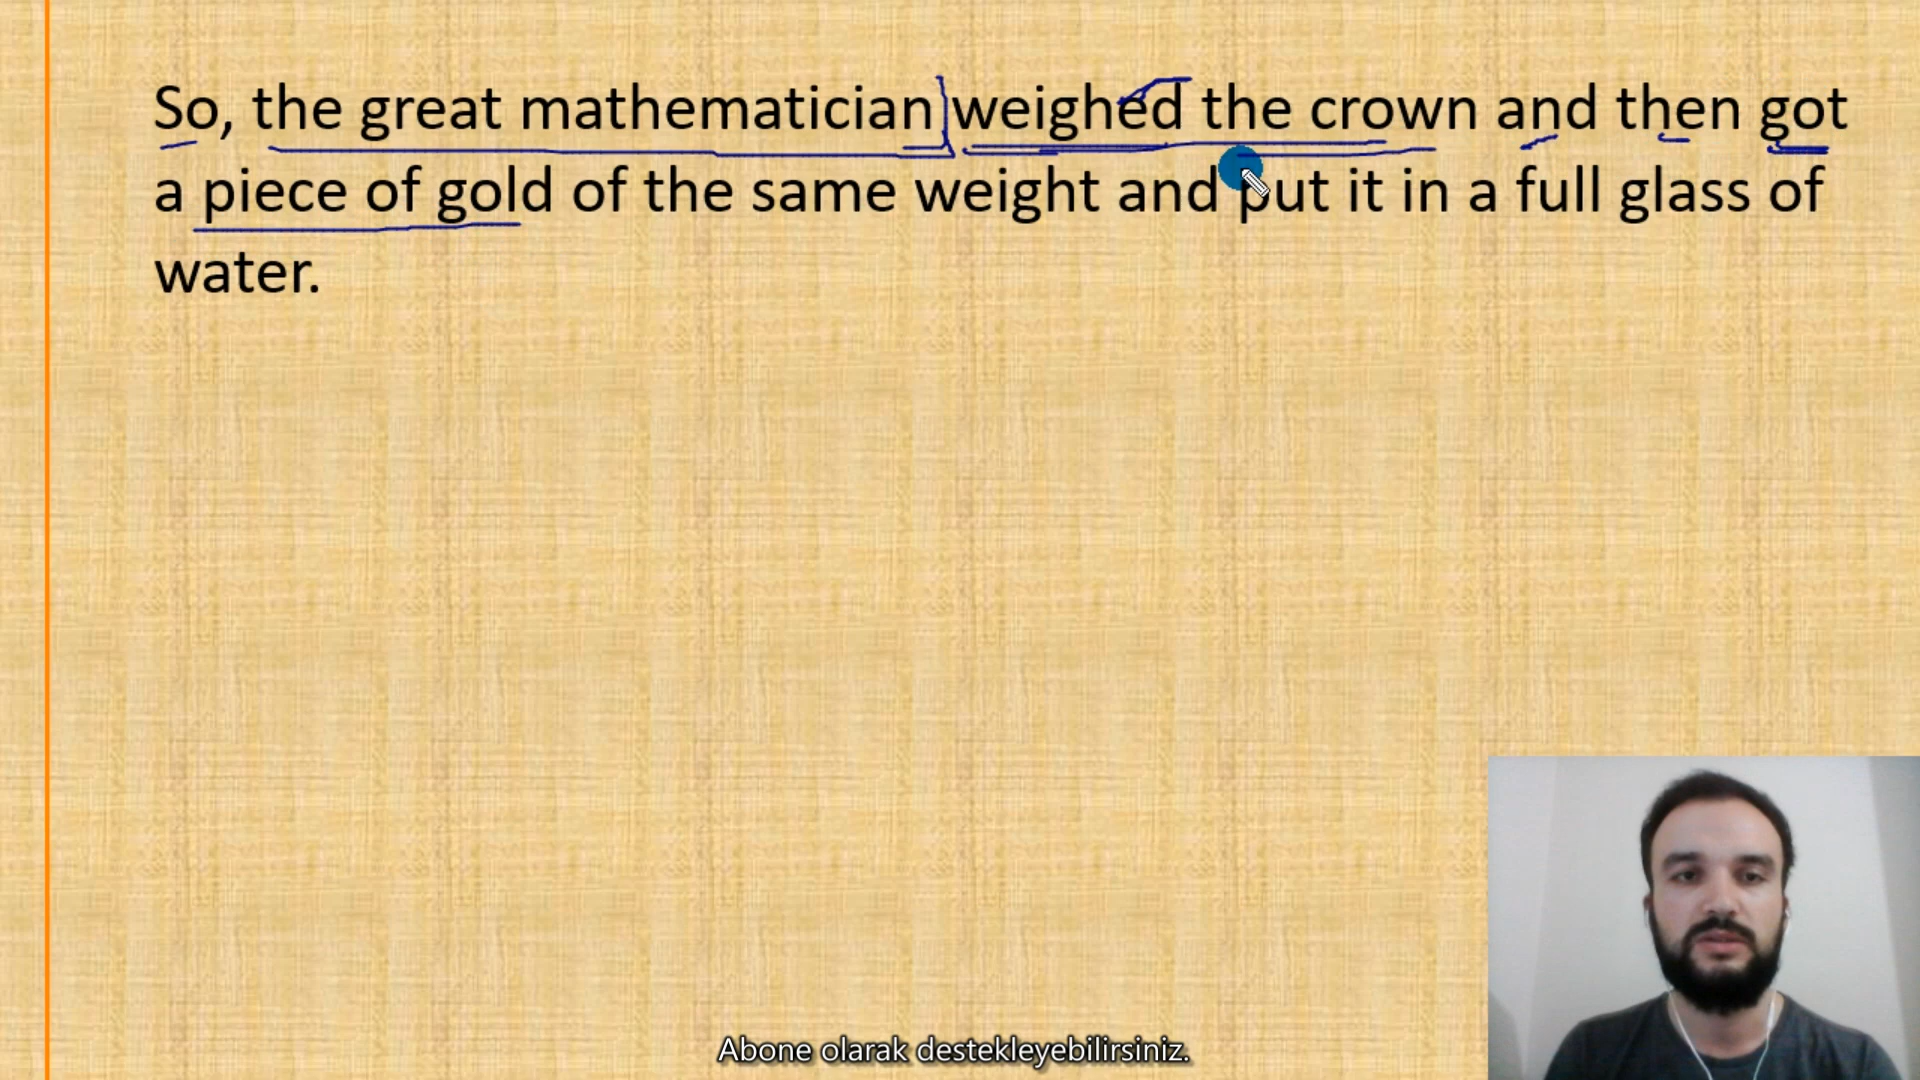 So, the great mathematician weighed the crown and then got
a piece of gold of the same weight and put it in a full glass of
water.
Abone olarak destekleyebilirsiniz.